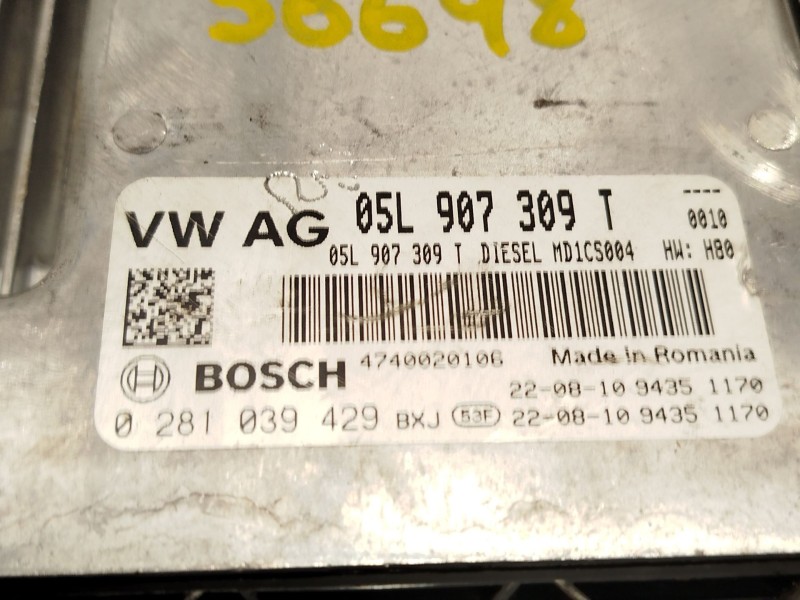 56648
VW AG 05L 907 309 T ----
0010
05L 907 309 T DIESEL MD1CS004 HW: H80
4740020106 Made in Romania
BOSCH 22-08-10 9435 1170
0 281 039 429 BXJ 53F 22-08-10 9435 1170